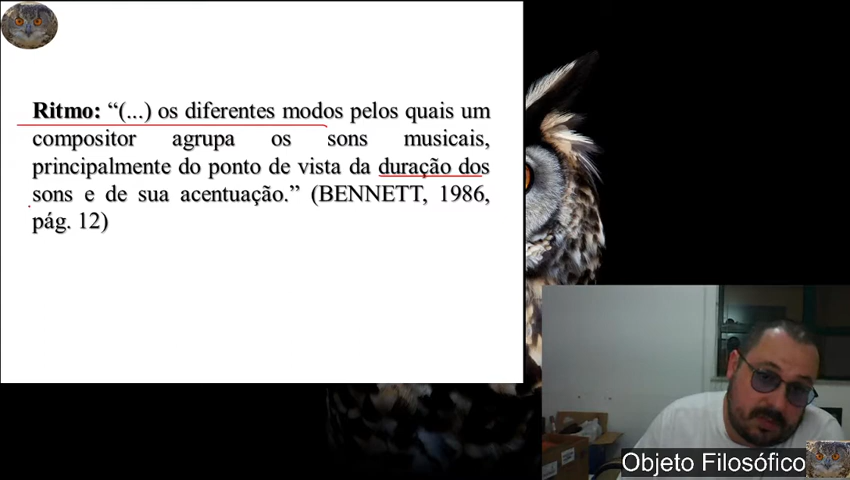 Ritmo: “(...) os diferentes modos pelos quais um
compositor agrupa os sons musicais,
principalmente do ponto de vista da duração dos
sons e de sua acentuação.” (BENNETT, 1986,
pág. 12)
Objeto Filosófico